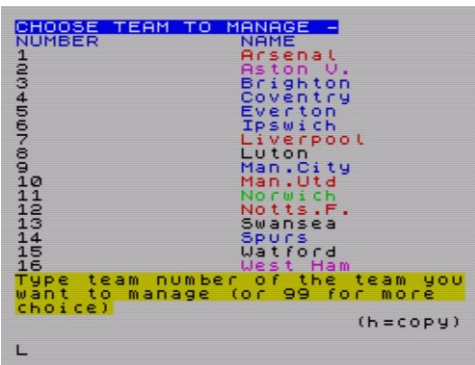 CHOOSE TEAM TO MANAGE -
NUMBER NAME
1 Arsenal
2 Aston V.
3 Brighton
4 Coventry
5 Everton
6 Ipswich
7 Liverpool
8 Luton
9 Man.City
10 Man.Utd
11 Norwich
12 Notts.F.
13 Swansea
14 Spurs
15 Watford
16 West Ham
Type team number of the team you
want to manage (or 99 for more
choice)
(h=copy)
L